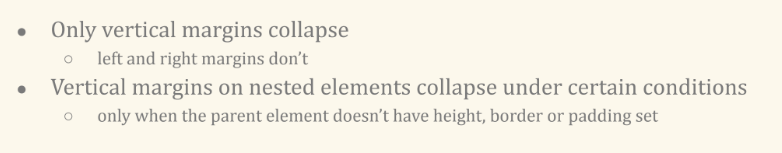 ● Only vertical margins collapse
○ left and right margins don't
● Vertical margins on nested elements collapse under certain conditions
○ only when the parent element doesn't have height, border or padding set